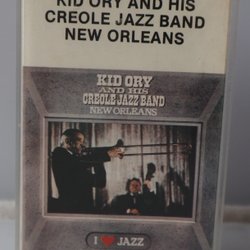 KID ORY AND HIS
CREOLE JAZZ BAND
NEW ORLEANS
KID ORY
AND HIS
CREOLE JAZZ BAND
NEW ORLEANS
I ❤ JAZZ